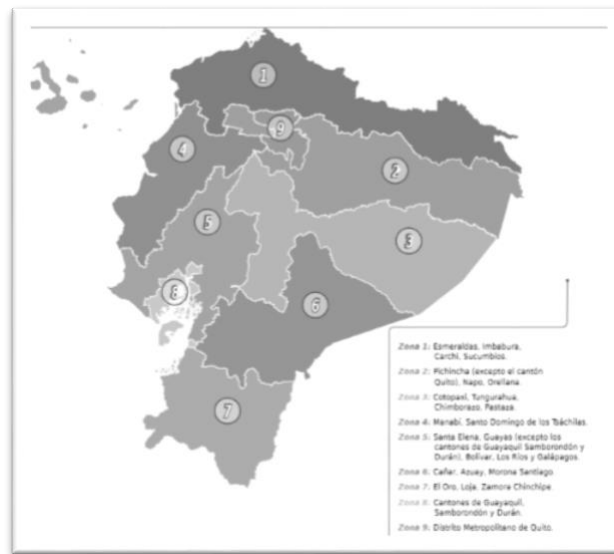 1
9
4
2
5
3
8
6
7
Zona 1: Esmeraldas, Imbabura,
Carchi, Sucumbíos.
Zona 2: Pichincha (excepto el cantón
Quito), Napo, Orellana.
Zona 3: Cotopaxi, Tungurahua,
Chimborazo, Pastaza.
Zona 4: Manabí, Santo Domingo de los Tsáchilas.
Zona 5: Santa Elena, Guayas (excepto los
cantones de Guayaquil Samborondón y
Durán), Bolívar, Los Ríos y Galápagos.
Zona 6: Cañar, Azuay, Morona Santiago.
Zona 7: El Oro, Loja, Zamora Chinchipe.
Zona 8: Cantones de Guayaquil,
Samborondón y Durán.
Zona 9: Distrito Metropolitano de Quito.